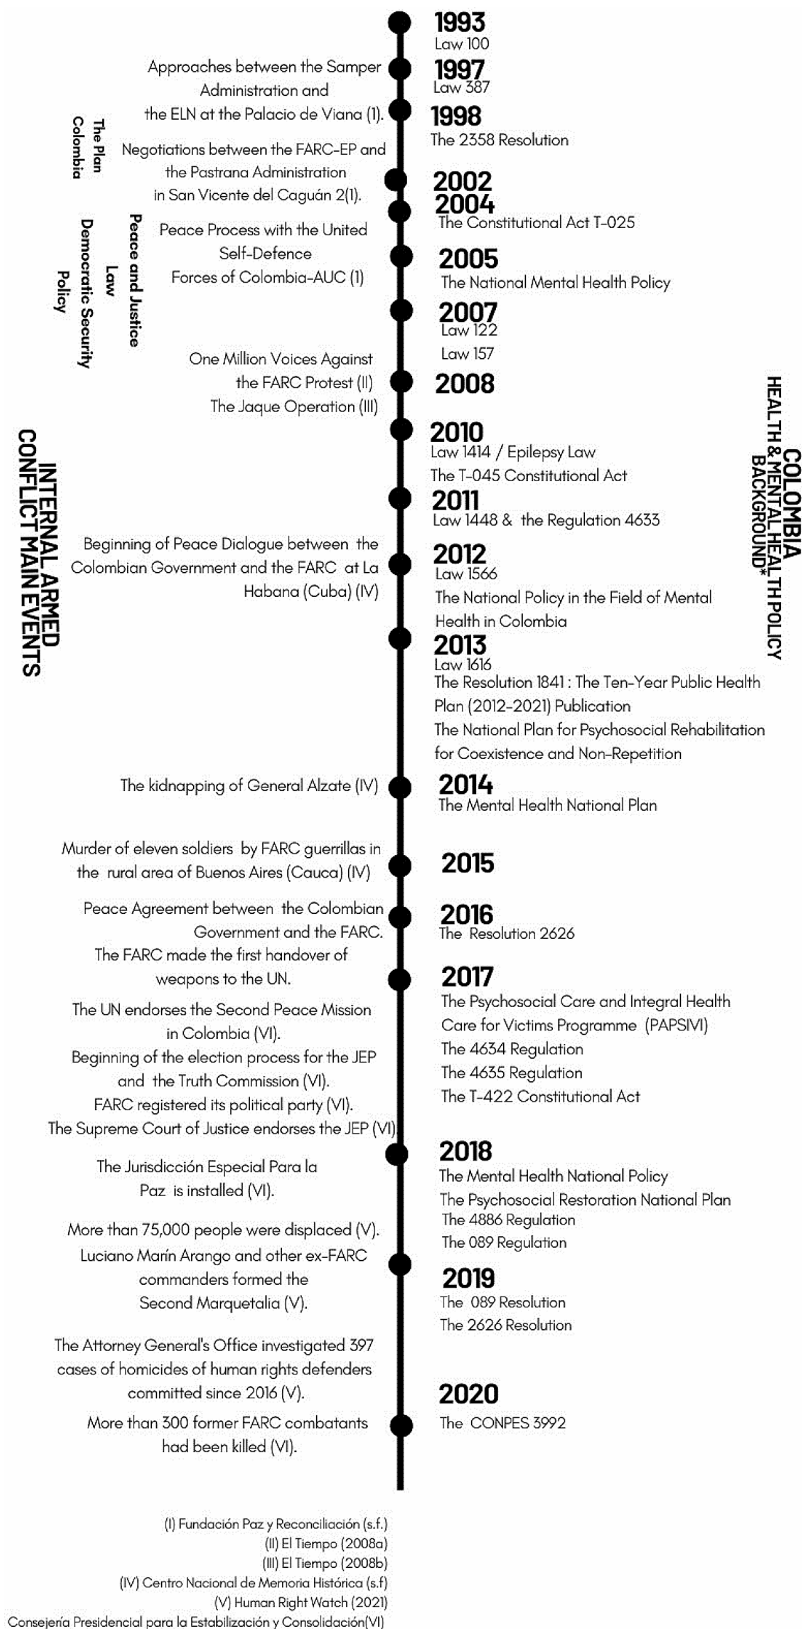 1993
Law 100
Approaches between the Samper
Administration and
the ELN at the Palacio de Viana (1).
1997
Law 387
1998
The 2358 Resolution
The Plan
Colombia
Negotiations between the FARC-EP and
the Pastrana Administration
in San Vicente del Caguán 2(1).
2002
2004
The Constitutional Act T-025
Peace and Justice
Law
Democratic Security
Policy
Peace Process with the United
Self-Defence
Forces of Colombia-AUC (1)
2005
The National Mental Health Policy
2007
Law 122
Law 157
One Million Voices Against
the FARC Protest (II)
The Jaque Operation (III)
2008
INTERNAL ARMED
CONFLICT MAIN EVENTS
COLOMBIA
HEALTH & MENTAL HEALTH POLICY
BACKGROUND*
2010
Law 1414 / Epilepsy Law
The T-045 Constitutional Act
2011
Law 1448 & the Regulation 4633
Beginning of Peace Dialogue between the
Colombian Government and the FARC at La
Habana (Cuba) (IV)
2012
Law 1566
The National Policy in the Field of Mental
Health in Colombia
2013
Law 1616
The Resolution 1841 : The Ten-Year Public Health
Plan (2012-2021) Publication
The National Plan for Psychosocial Rehabilitation
for Coexistence and Non-Repetition
The kidnapping of General Alzate (IV)
2014
The Mental Health National Plan
Murder of eleven soldiers by FARC guerrillas in
the rural area of Buenos Aires (Cauca) (IV)
2015
Peace Agreement between the Colombian
Government and the FARC.
2016
The Resolution 2626
The FARC made the first handover of
weapons to the UN.
The UN endorses the Second Peace Mission
in Colombia (VI).
Beginning of the election process for the JEP
and the Truth Commission (VI).
FARC registered its political party (VI).
The Supreme Court of Justice endorses the JEP (VI).
2017
The Psychosocial Care and Integral Health
Care for Victims Programme (PAPSIVI)
The 4634 Regulation
The 4635 Regulation
The T-422 Constitutional Act
The Jurisdicción Especial Para la
Paz is installed (VI).
2018
The Mental Health National Policy
The Psychosocial Restoration National Plan
The 4886 Regulation
The 089 Regulation
More than 75,000 people were displaced (V).
Luciano Marín Arango and other ex-FARC
commanders formed the
Second Marquetalia (V).
2019
The 089 Resolution
The 2626 Resolution
The Attorney General's Office investigated 397
cases of homicides of human rights defenders
committed since 2016 (V).
More than 300 former FARC combatants
had been killed (VI).
2020
The CONPES 3992
(I) Fundación Paz y Reconciliación (s.f.)
(II) El Tiempo (2008a)
(III) El Tiempo (2008b)
(IV) Centro Nacional de Memoria Histórica (s.f)
(V) Human Right Watch (2021)
Consejería Presidencial para la Estabilización y Consolidación(VI)